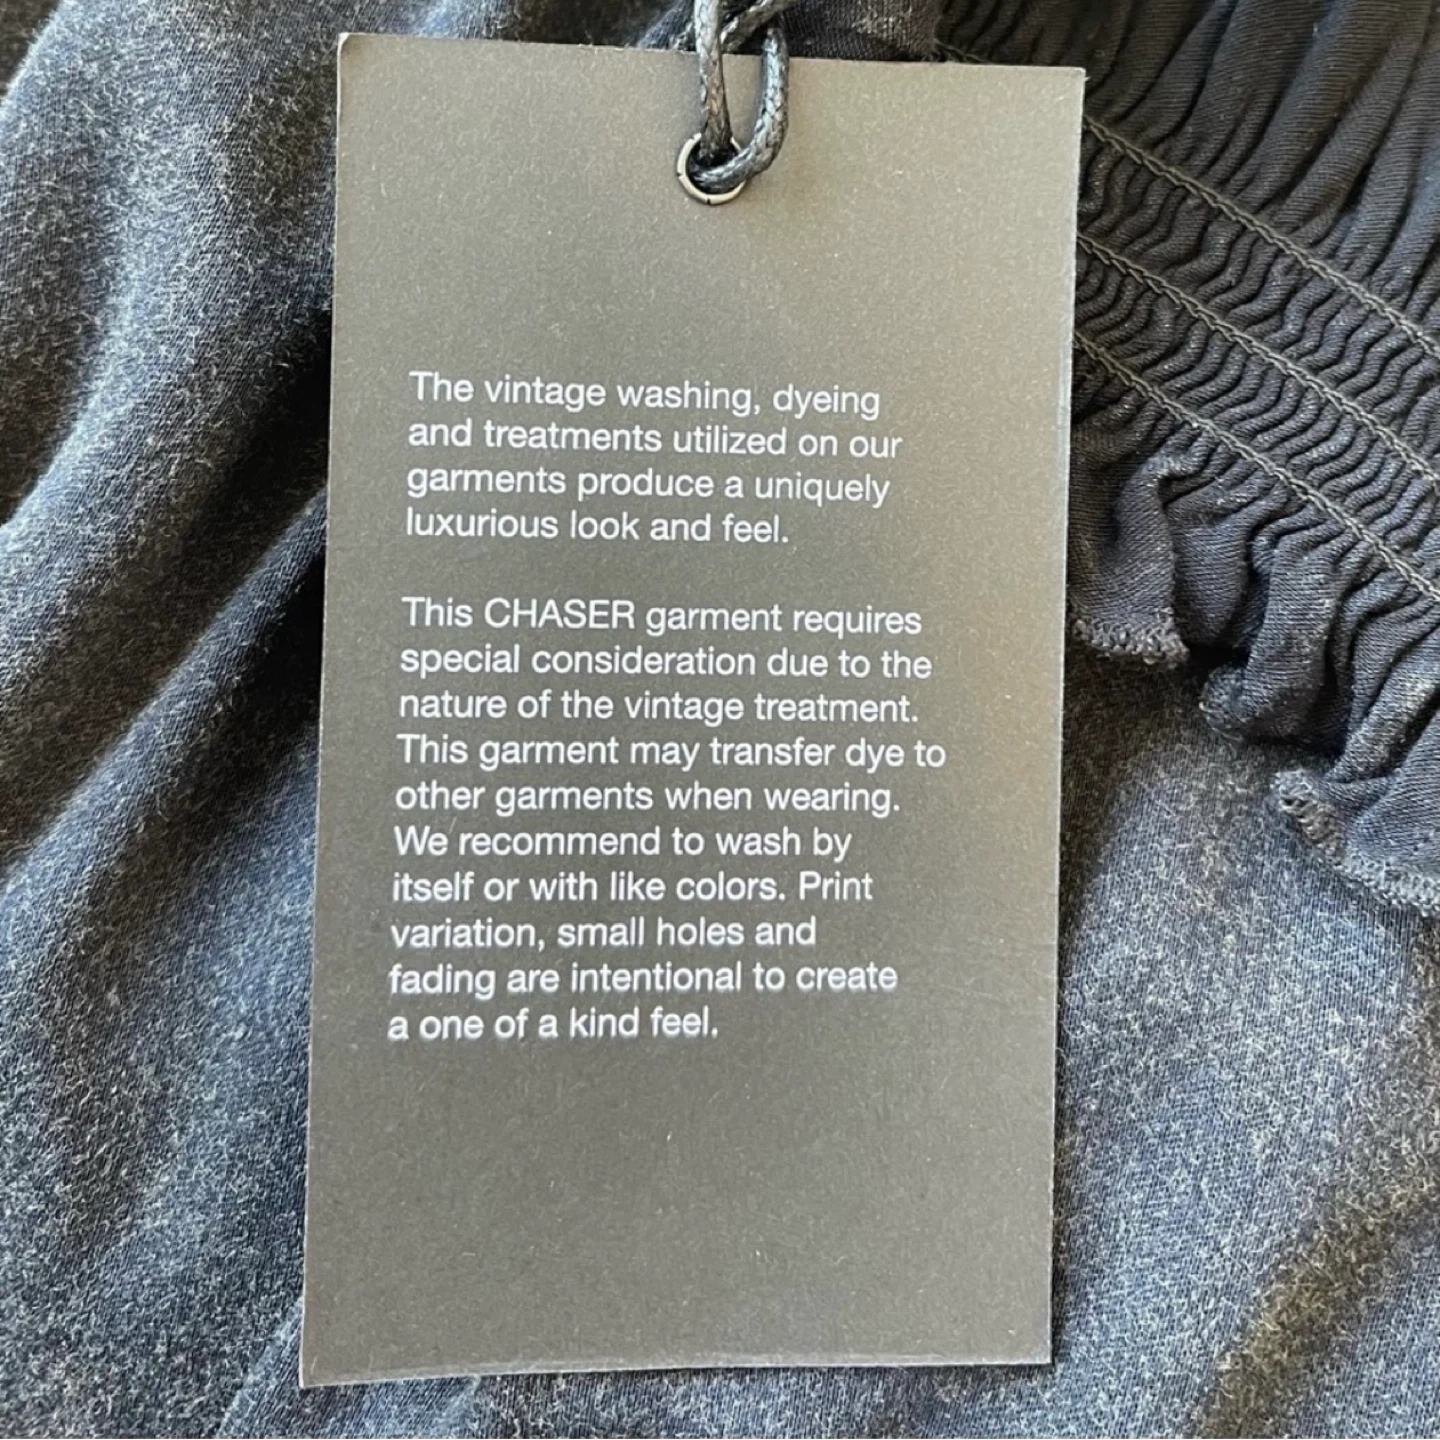 The vintage washing, dyeing
and treatments utilized on our
garments produce a uniquely
luxurious look and feel.
This CHASER garment requires
special consideration due to the
nature of the vintage treatment.
This garment may transfer dye to
other garments when wearing.
We recommend to wash by
itself or with like colors. Print
variation, small holes and
fading are intentional to create
a one of a kind feel.